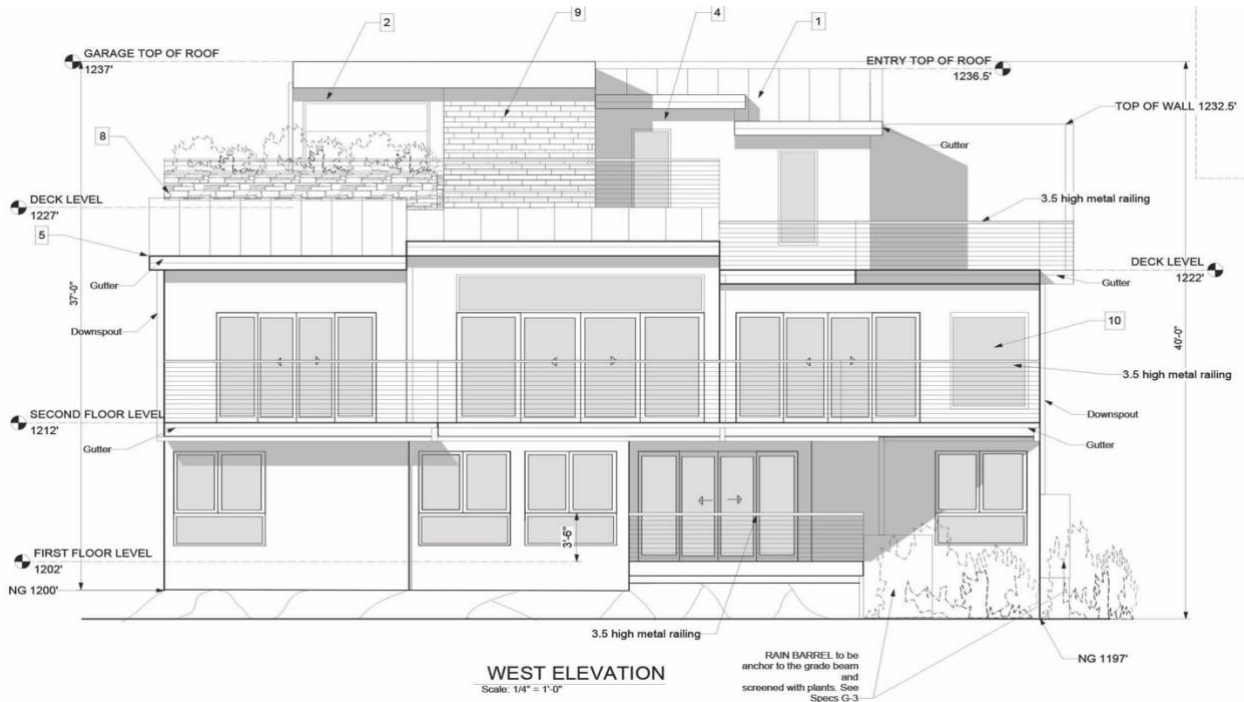 2
9
4
1
GARAGE TOP OF ROOF
1237'
ENTRY TOP OF ROOF
1236.5'
TOP OF WALL 1232.5'
8
Gutter
DECK LEVEL
1227'
3.5 high metal railing
5
DECK LEVEL
1222'
Gutter
Gutter
37'-0"
Downspout
10
40'-0"
3.5 high metal railing
SECOND FLOOR LEVEL
1212'
Downspout
Gutter
Gutter
3'-6"
FIRST FLOOR LEVEL
1202'
NG 1200'
3.5 high metal railing
WEST ELEVATION
Scale: 1/4" = 1'-0"
RAIN BARREL to be
anchor to the grade beam
and
screened with plants. See
Specs G-3
NG 1197'